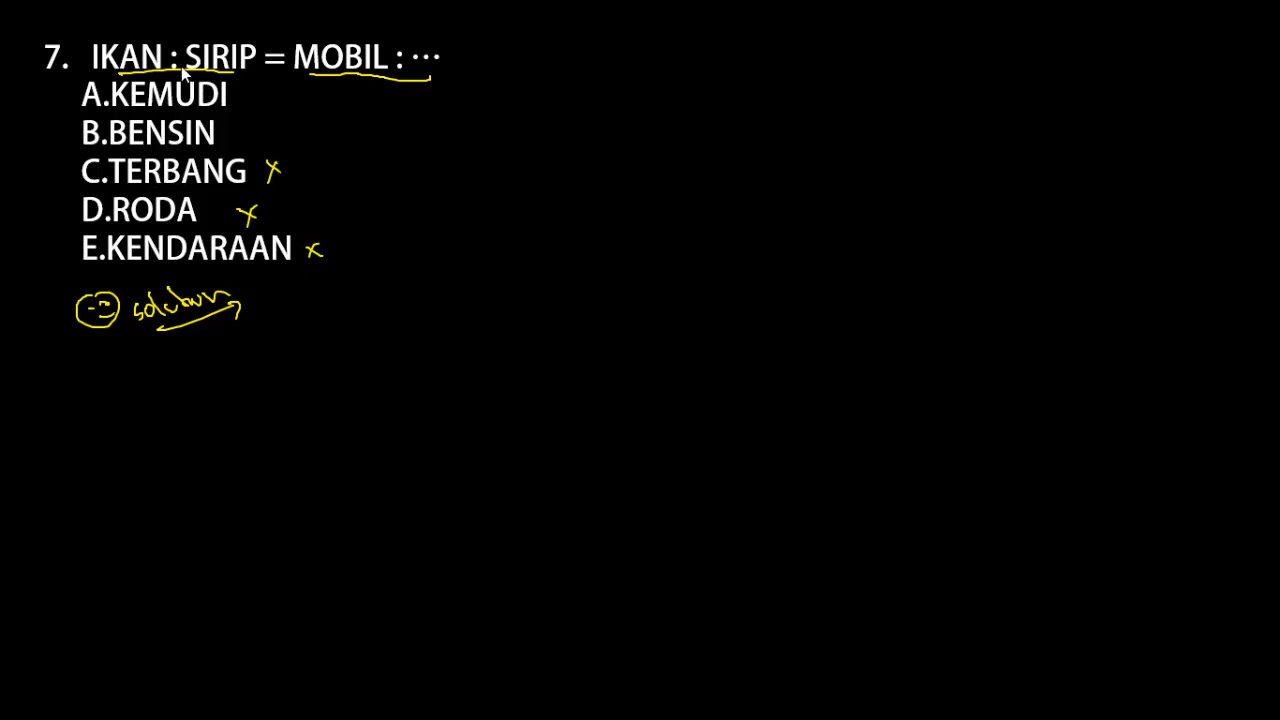 7. IKAN : SIRIP = MOBIL : ...
A.KEMUDI
B.BENSIN
C.TERBANG x
D.RODA x
E.KENDARAAN x